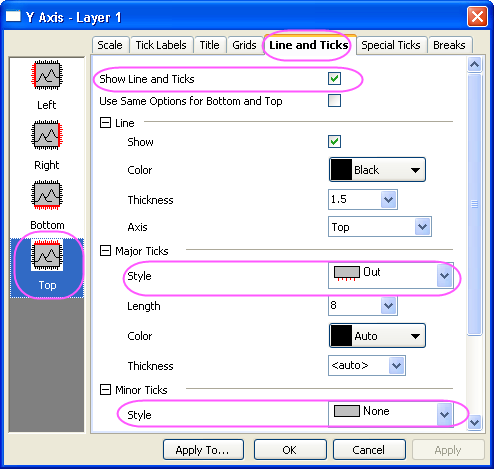 Y Axis - Layer 1
Scale Tick Labels Title Grids Line and Ticks Special Ticks Breaks
Left
Right
Bottom
Top
Show Line and Ticks
Use Same Options for Bottom and Top
Line
Show
Color Black
Thickness 1.5
Axis Top
Major Ticks
Style Out
Length 8
Color Auto
Thickness <auto>
Minor Ticks
Style None
Apply To... OK Cancel Apply